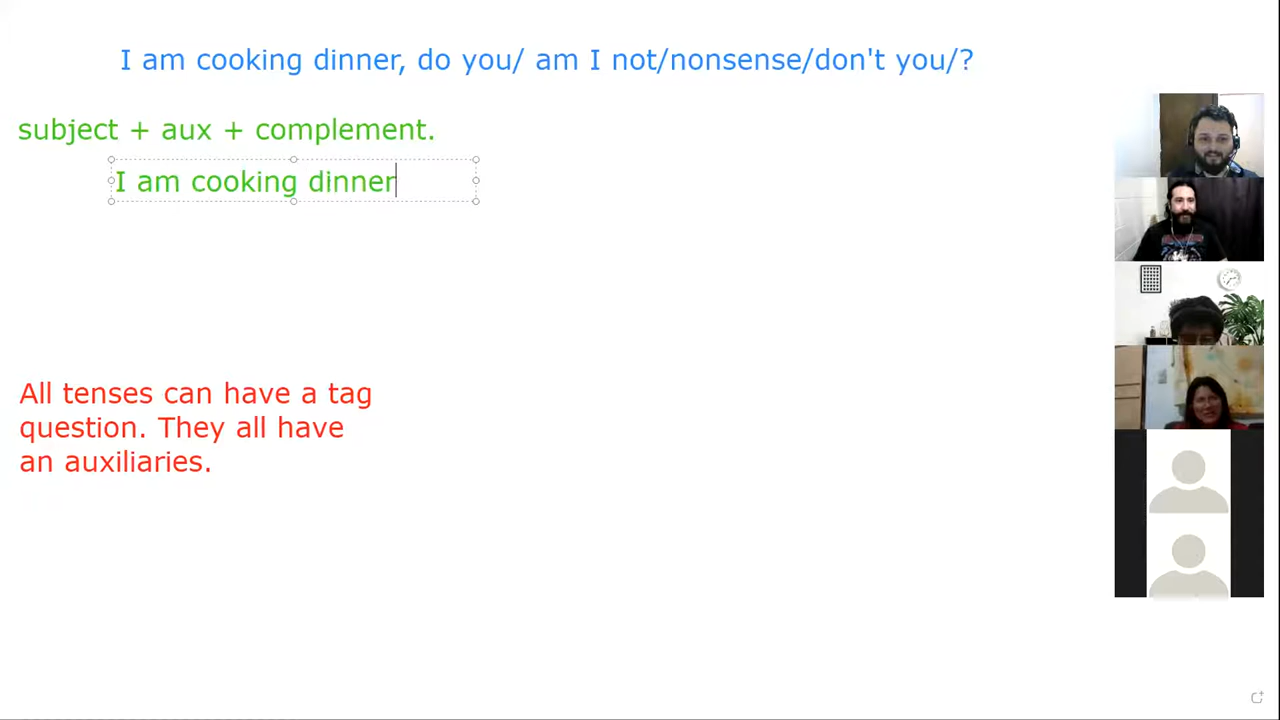 I am cooking dinner, do you/ am I not/nonsense/don't you/?
subject + aux + complement.
I am cooking dinner
All tenses can have a tag
question. They all have
an auxiliaries.